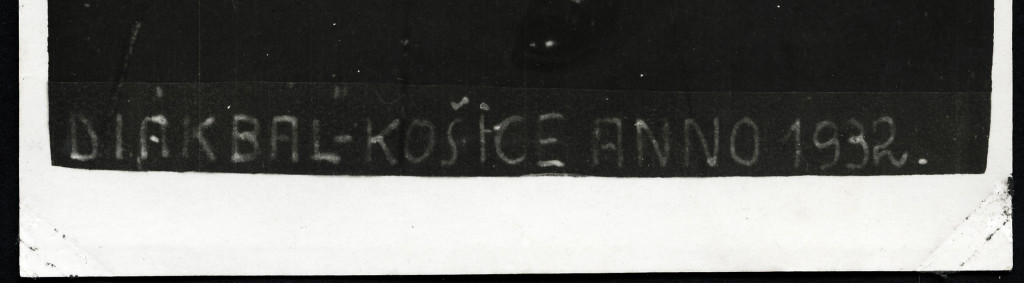 DIÁKBÁL-KOŠICE ANNO 1932.